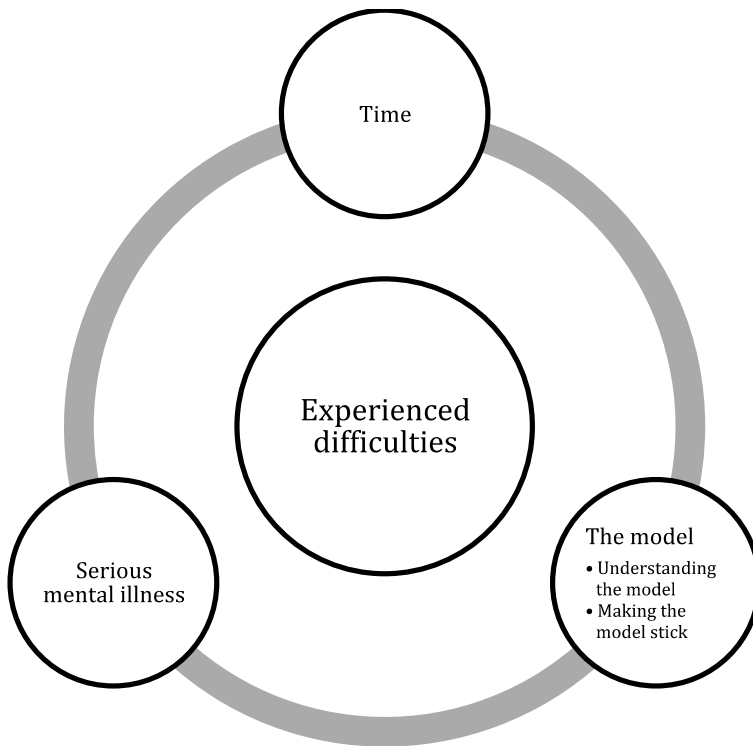 Time
Experienced
difficulties
Serious
mental illness
The model
• Understanding
the model
• Making the
model stick